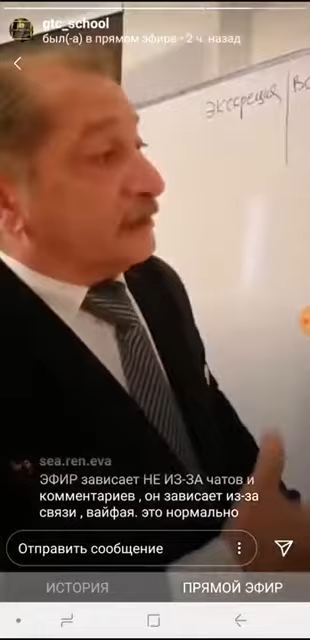 gtc_school
был(-а) в прямом эфире · 2 ч. назад
экскреция
sea.ren.eva
ЭФИР зависает НЕ ИЗ-ЗА чатов и
комментариев , он зависает из-за
связи , вайфая. это нормально
Отправить сообщение
ИСТОРИЯ
ПРЯМОЙ ЭФИР